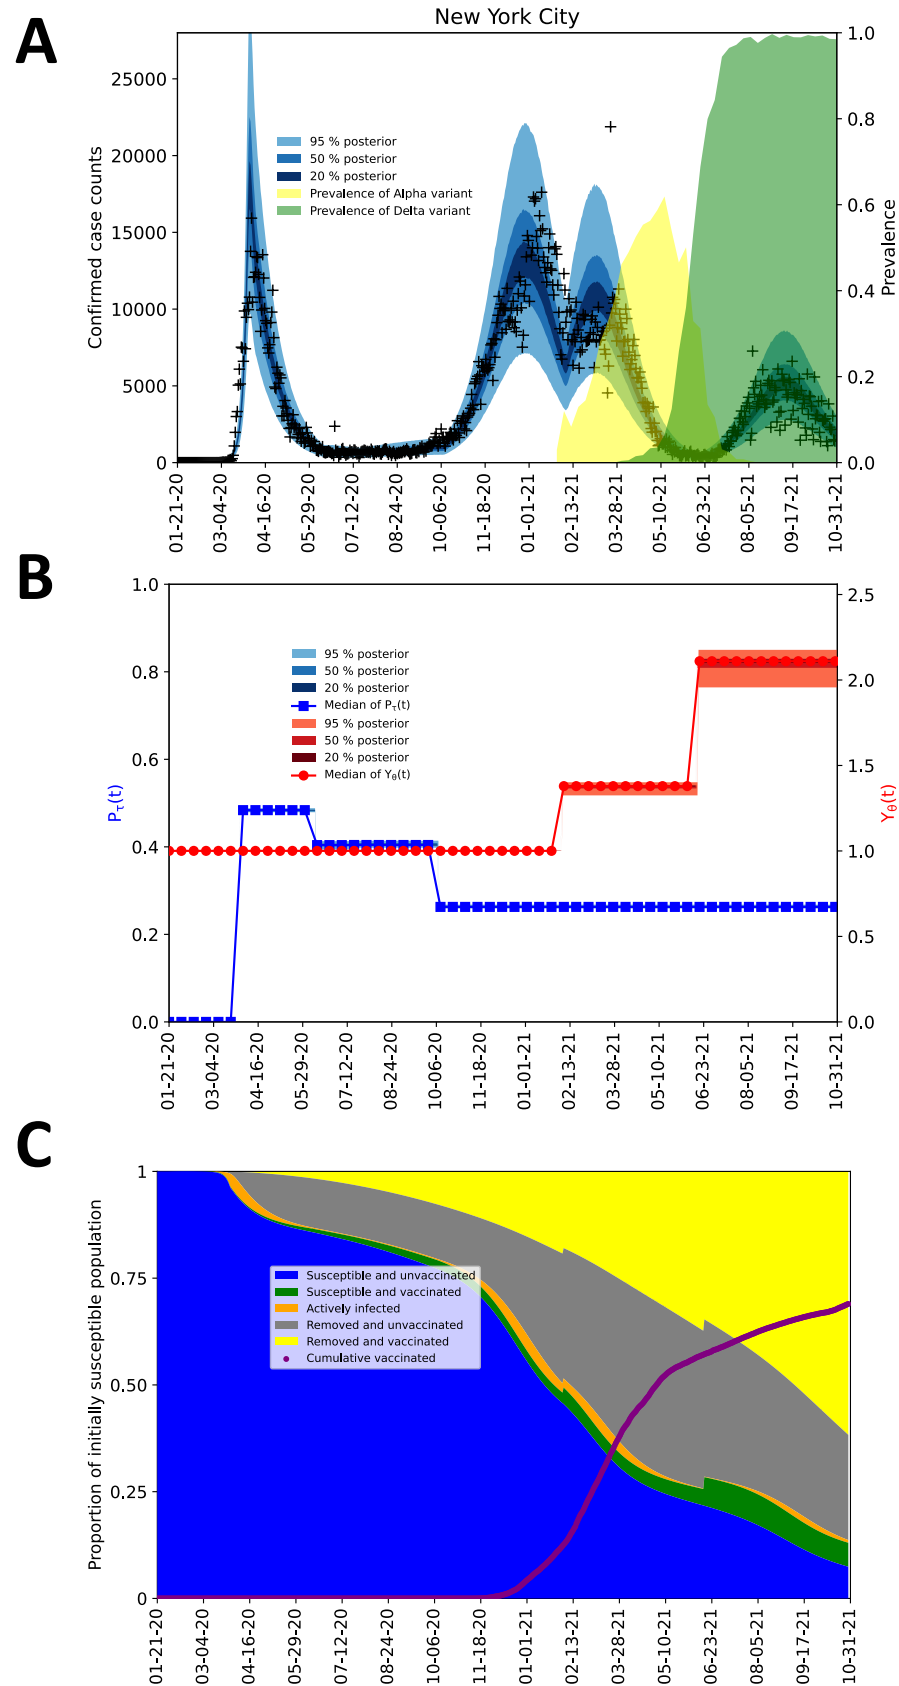 A
New York City
Confirmed case counts
25000
20000
15000
10000
5000
0
95 % posterior
50 % posterior
20 % posterior
Prevalence of Alpha variant
Prevalence of Delta variant
1.0
0.8
0.6
0.4
0.2
0.0
Prevalence
01-21-20
03-04-20
04-16-20
05-29-20
07-12-20
08-24-20
10-06-20
11-18-20
01-01-21
02-13-21
03-28-21
05-10-21
06-23-21
08-05-21
09-17-21
10-31-21
B
P_τ(t)
1.0
0.8
0.6
0.4
0.2
0.0
95 % posterior
50 % posterior
20 % posterior
Median of P_τ(t)
95 % posterior
50 % posterior
20 % posterior
Median of Y_θ(t)
2.5
2.0
1.5
1.0
0.5
0.0
Y_θ(t)
01-21-20
03-04-20
04-16-20
05-29-20
07-12-20
08-24-20
10-06-20
11-18-20
01-01-21
02-13-21
03-28-21
05-10-21
06-23-21
08-05-21
09-17-21
10-31-21
C
Proportion of initially susceptible population
1
0.75
0.50
0.25
0
Susceptible and unvaccinated
Susceptible and vaccinated
Actively infected
Removed and unvaccinated
Removed and vaccinated
Cumulative vaccinated
01-21-20
03-04-20
04-16-20
05-29-20
07-12-20
08-24-20
10-06-20
11-18-20
01-01-21
02-13-21
03-28-21
05-10-21
06-23-21
08-05-21
09-17-21
10-31-21